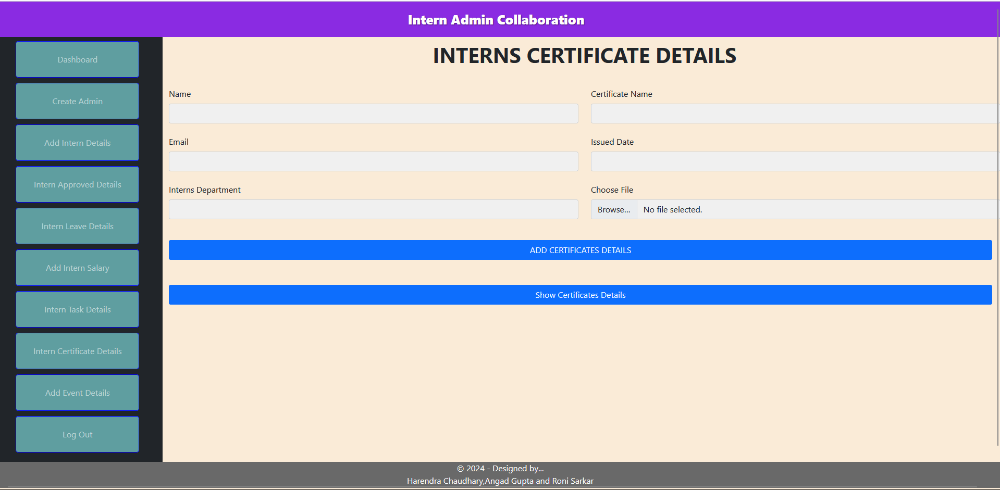 Intern Admin Collaboration
Dashboard
Create Admin
Add Intern Details
Intern Approved Details
Intern Leave Details
Add Intern Salary
Intern Task Details
Intern Certificate Details
Add Event Details
Log Out
INTERNS CERTIFICATE DETAILS
Name
Certificate Name
Email
Issued Date
Interns Department
Choose File
Browse... No file selected.
ADD CERTIFICATES DETAILS
Show Certificates Details
© 2024 - Designed by...
Harendra Chaudhary,Angad Gupta and Roni Sarkar